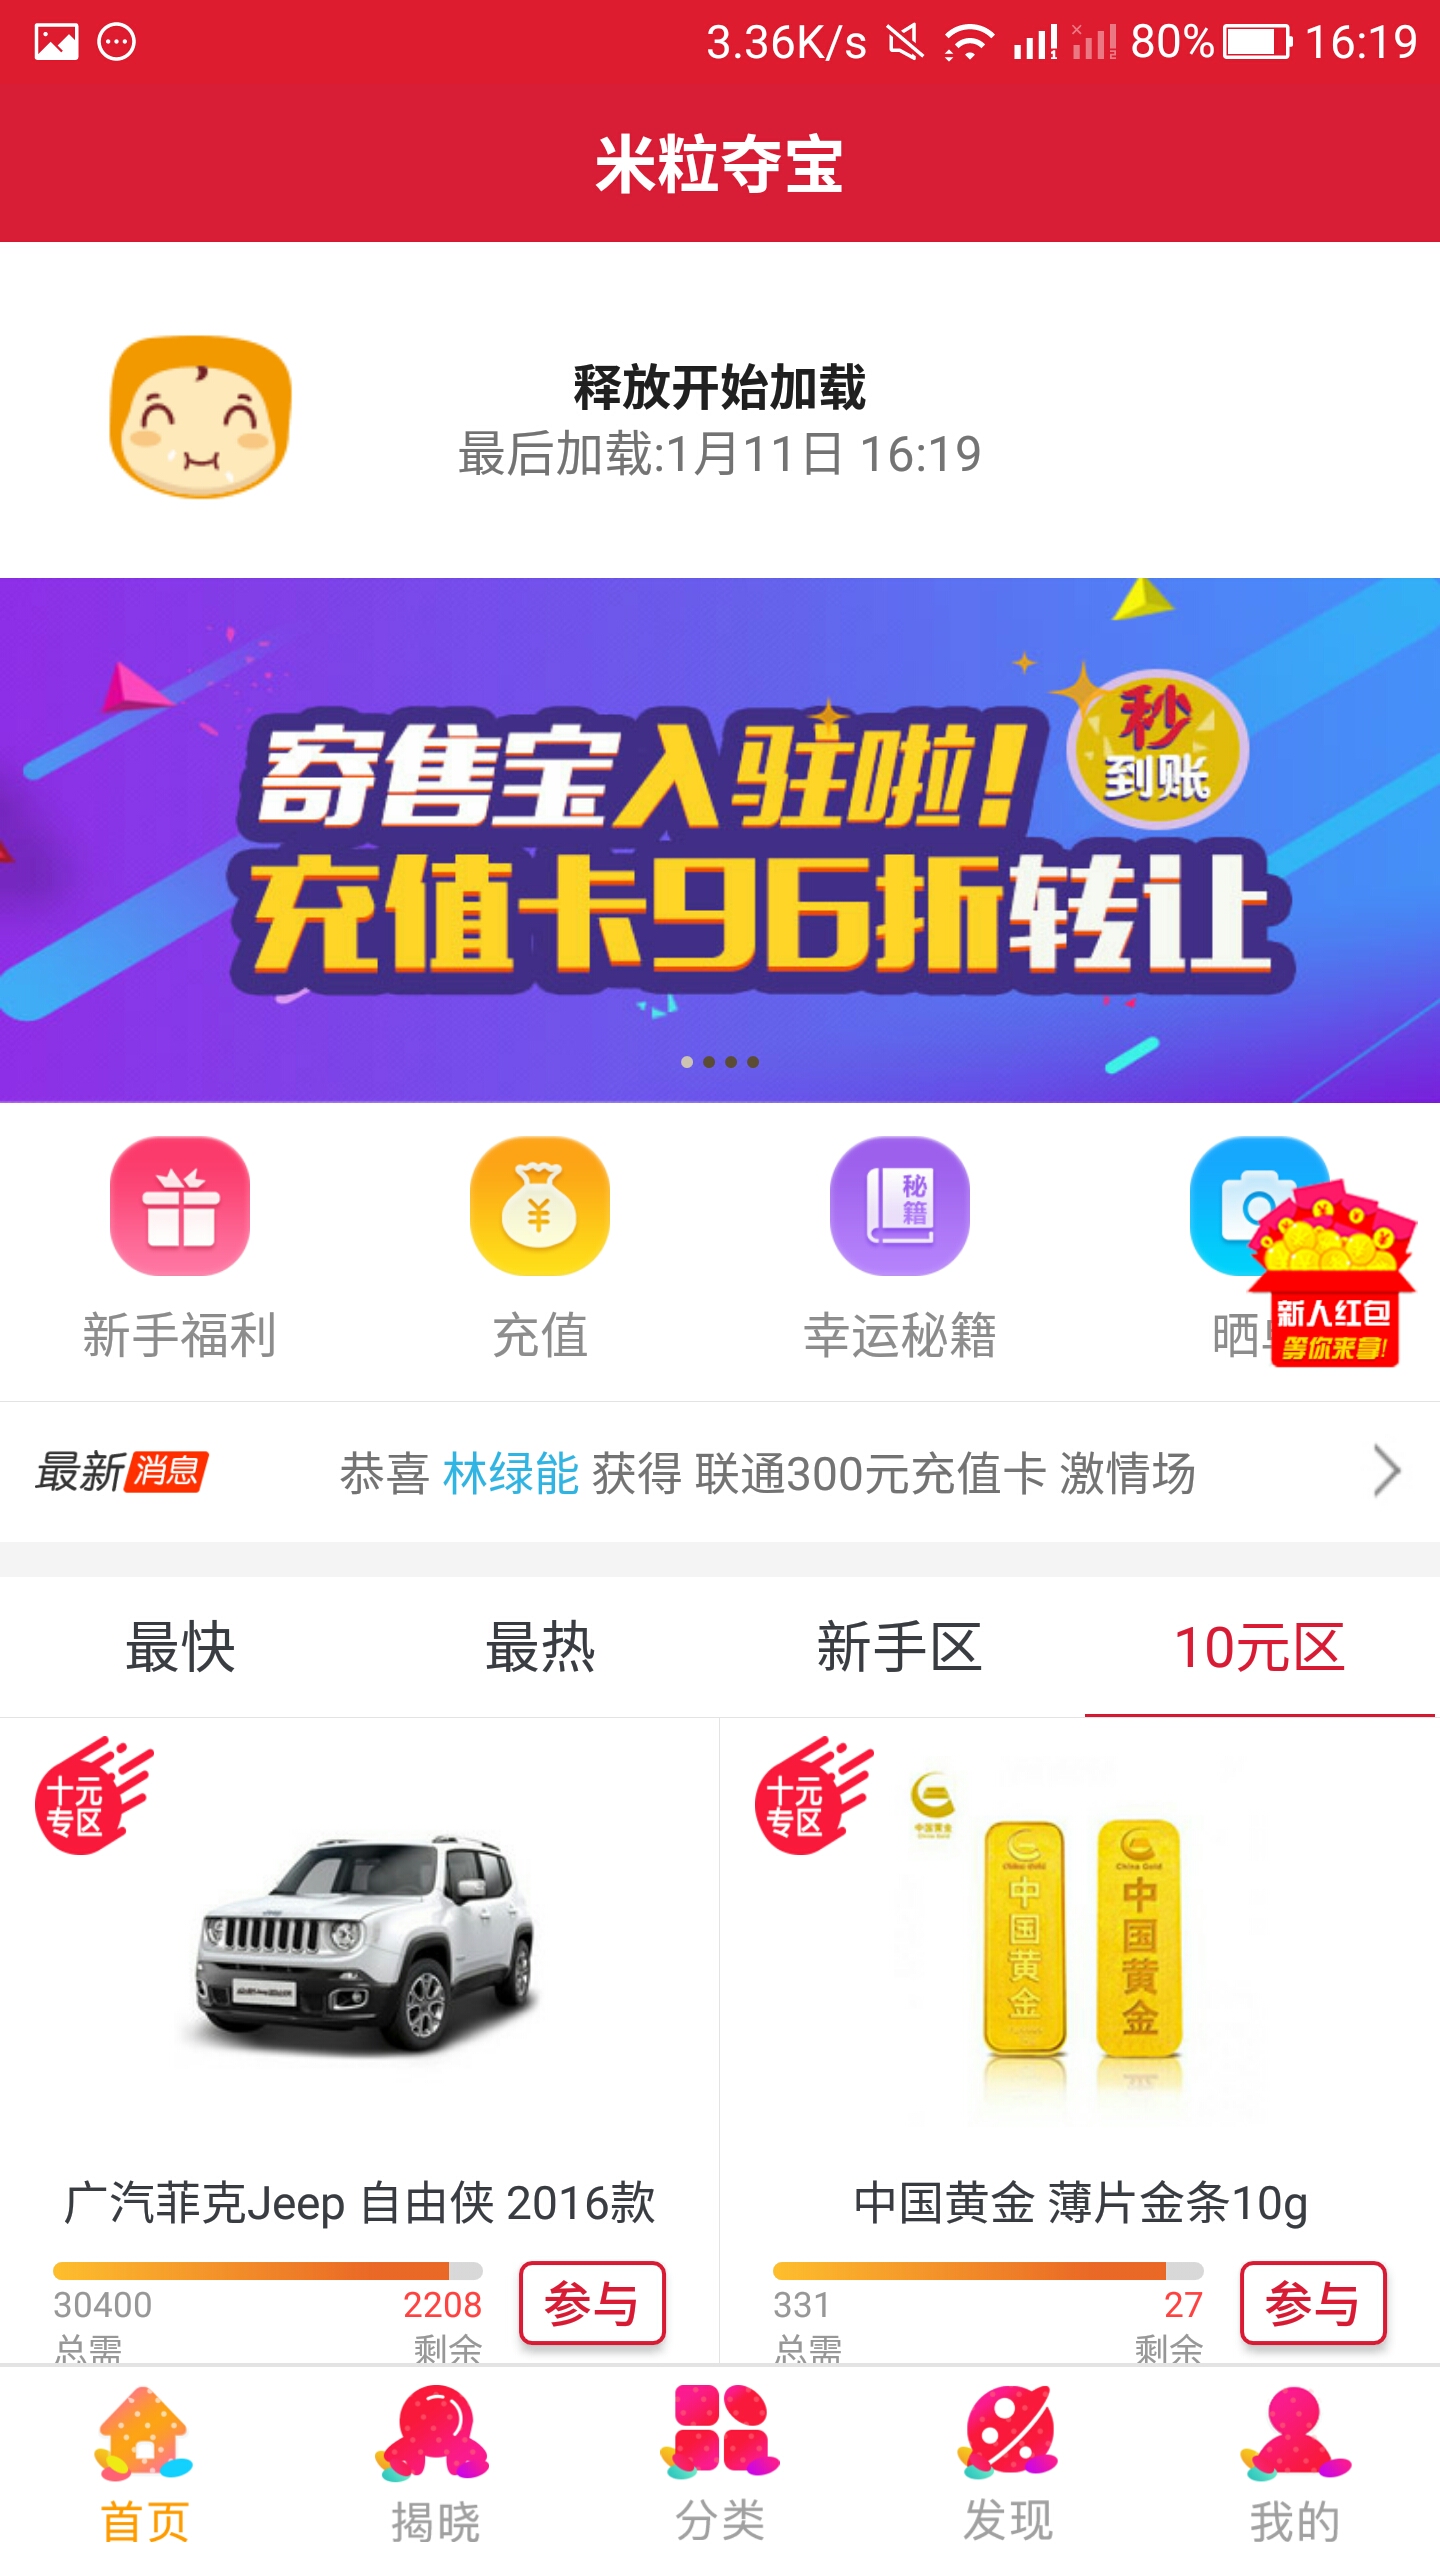 3.36K/s 80% 16:19
米粒夺宝
释放开始加载
最后加载:1月11日 16:19
寄售宝入驻啦!
秒
到账
充值卡96折转让
秘
籍
新手福利
充值
幸运秘籍
新人红包
等你来拿!
最新消息
恭喜 林绿能 获得 联通300元充值卡 激情场
最快
最热
新手区
10元区
十元
专区
中国黄金
China Gold
中国黄金
China Gold
中国黄金
十元
专区
广汽菲克Jeep 自由侠 2016款
中国黄金 薄片金条10g
30400
2208
参与
331
27
参与
总需
剩余
总需
剩余
首页
揭晓
分类
发现
我的